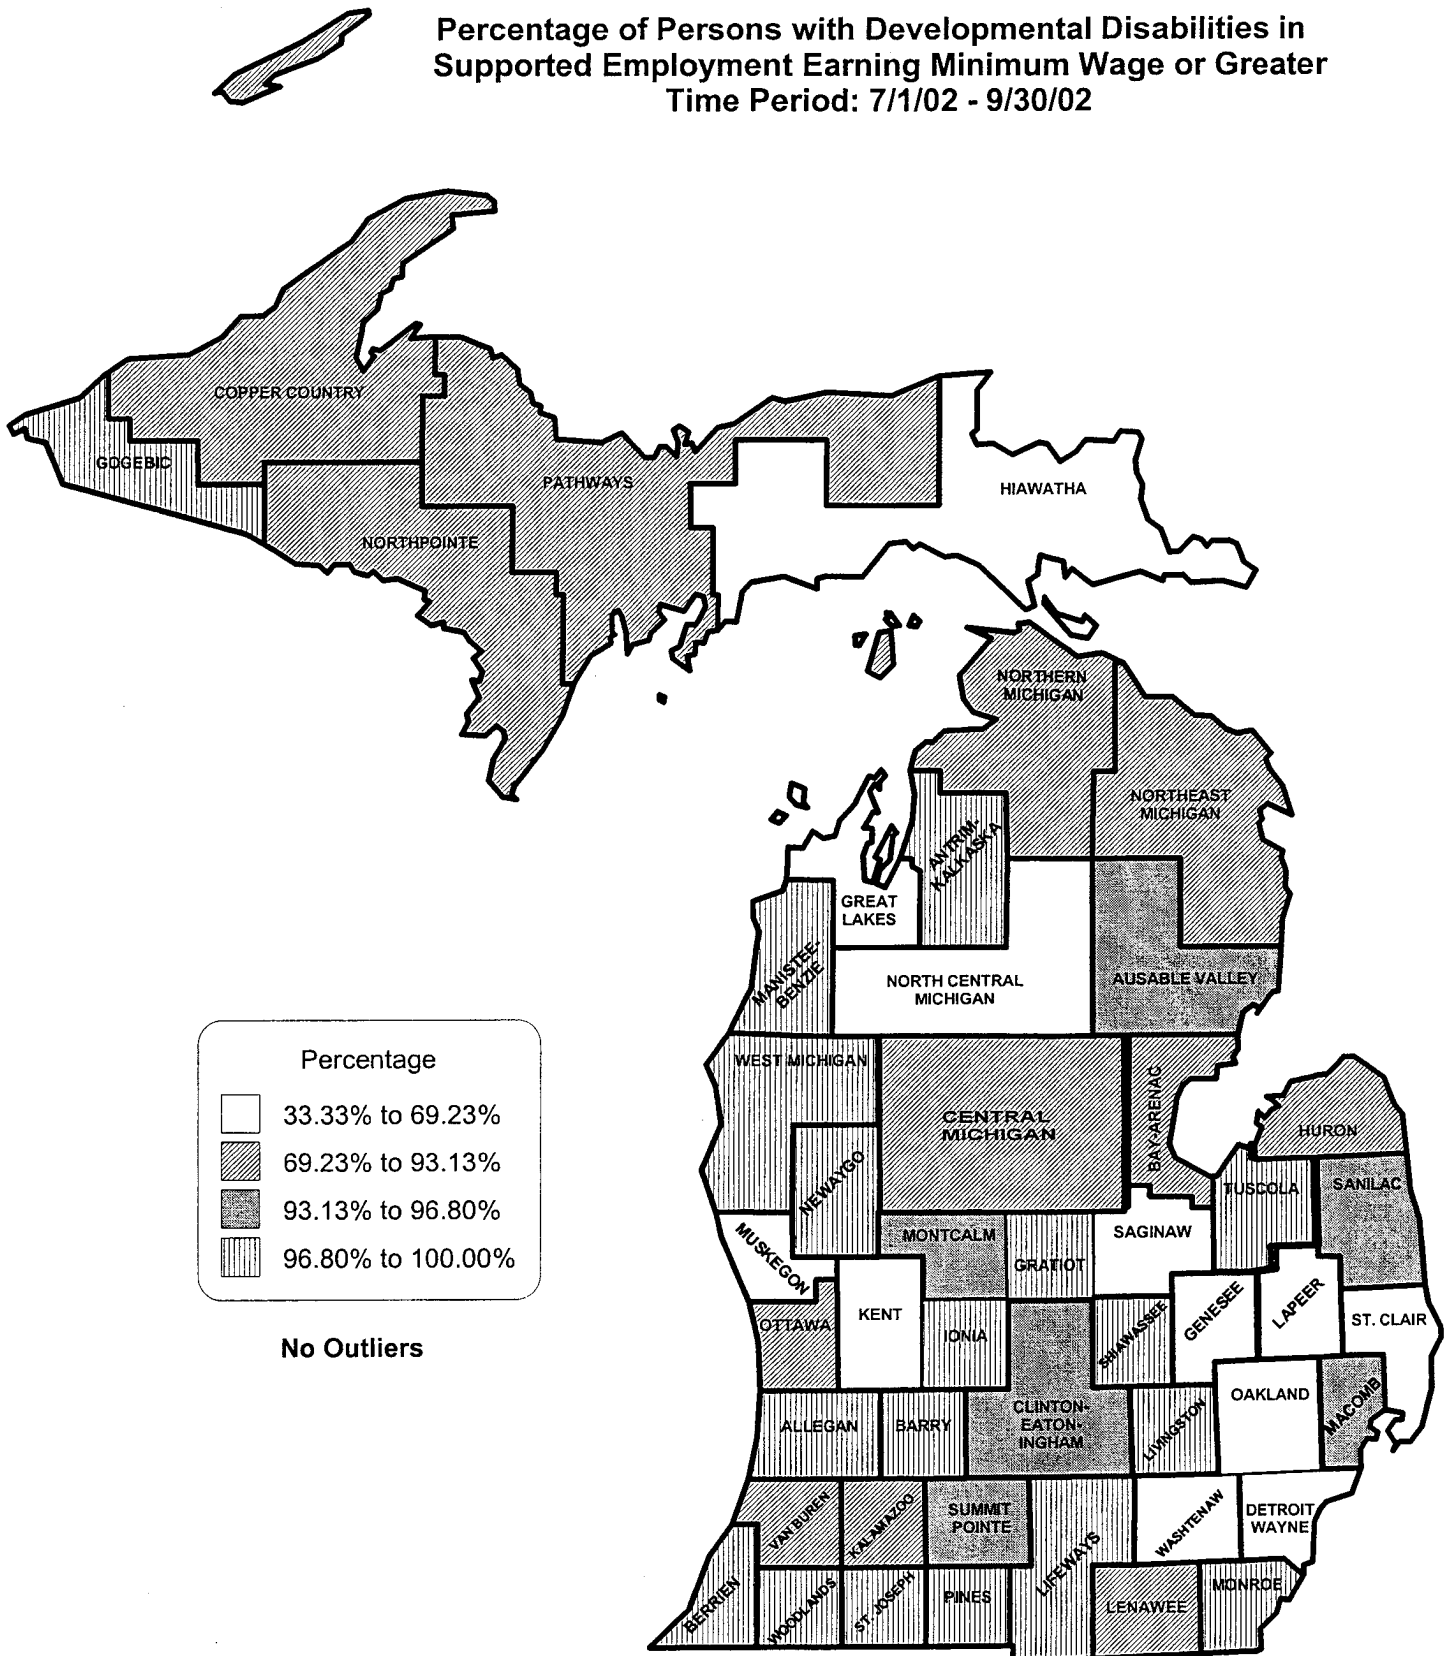 Percentage of Persons with Developmental Disabilities in
Supported Employment Earning Minimum Wage or Greater
Time Period: 7/1/02 - 9/30/02
COPPER COUNTRY
GOGEBIC
PATHWAYS
HIAWATHA
NORTHPOINTE
NORTHERN
MICHIGAN
NORTHEAST
MICHIGAN
ANTRIM-
KALKASKA
GREAT
LAKES
MANISTEE-
BENZIE
NORTH CENTRAL
MICHIGAN
AUSABLE VALLEY
WEST MICHIGAN
CENTRAL
MICHIGAN
BAY-ARENAC
HURON
NEWAYGO
TUSCOLA
SANILAC
MUSKEGON
MONTCALM
GRATIOT
SAGINAW
OTTAWA
KENT
IONIA
SHIAWASSEE
GENESEE
LAPEER
ST. CLAIR
ALLEGAN
BARRY
CLINTON-
EATON-
INGHAM
LIVINGSTON
OAKLAND
MACOMB
VAN BUREN
KALAMAZOO
SUMMIT
POINTE
LIFEWAYS
WASHTENAW
DETROIT
WAYNE
BERRIEN
WOODLANDS
ST. JOSEPH
PINES
LENAWEE
MONROE
Percentage
33.33% to 69.23%
69.23% to 93.13%
93.13% to 96.80%
96.80% to 100.00%
No Outliers